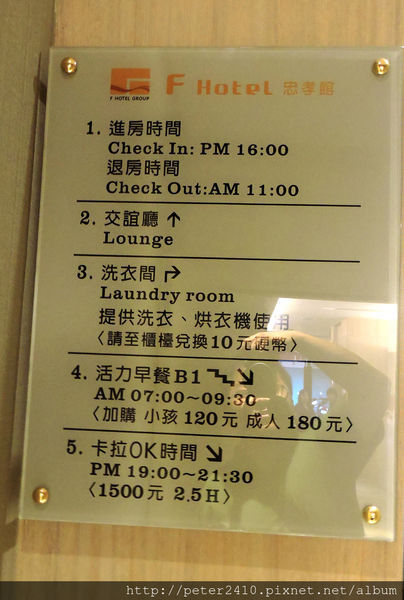 F HOTEL GROUP
F Hotel 忠孝館
1. 進房時間
Check In: PM 16:00
退房時間
Check Out:AM 11:00
2. 交誼廳 ↑
Lounge
3. 洗衣間 ↱
Laundry room
提供洗衣、烘衣機使用
〈請至櫃檯兌換10元硬幣〉
4. 活力早餐B1 ↘
AM 07:00~09:30
〈加購 小孩120元 成人180元〉
5. 卡拉OK時間 ↘
PM 19:00~21:30
〈1500元 2.5H〉
http://peter2410.pixnet.net/album